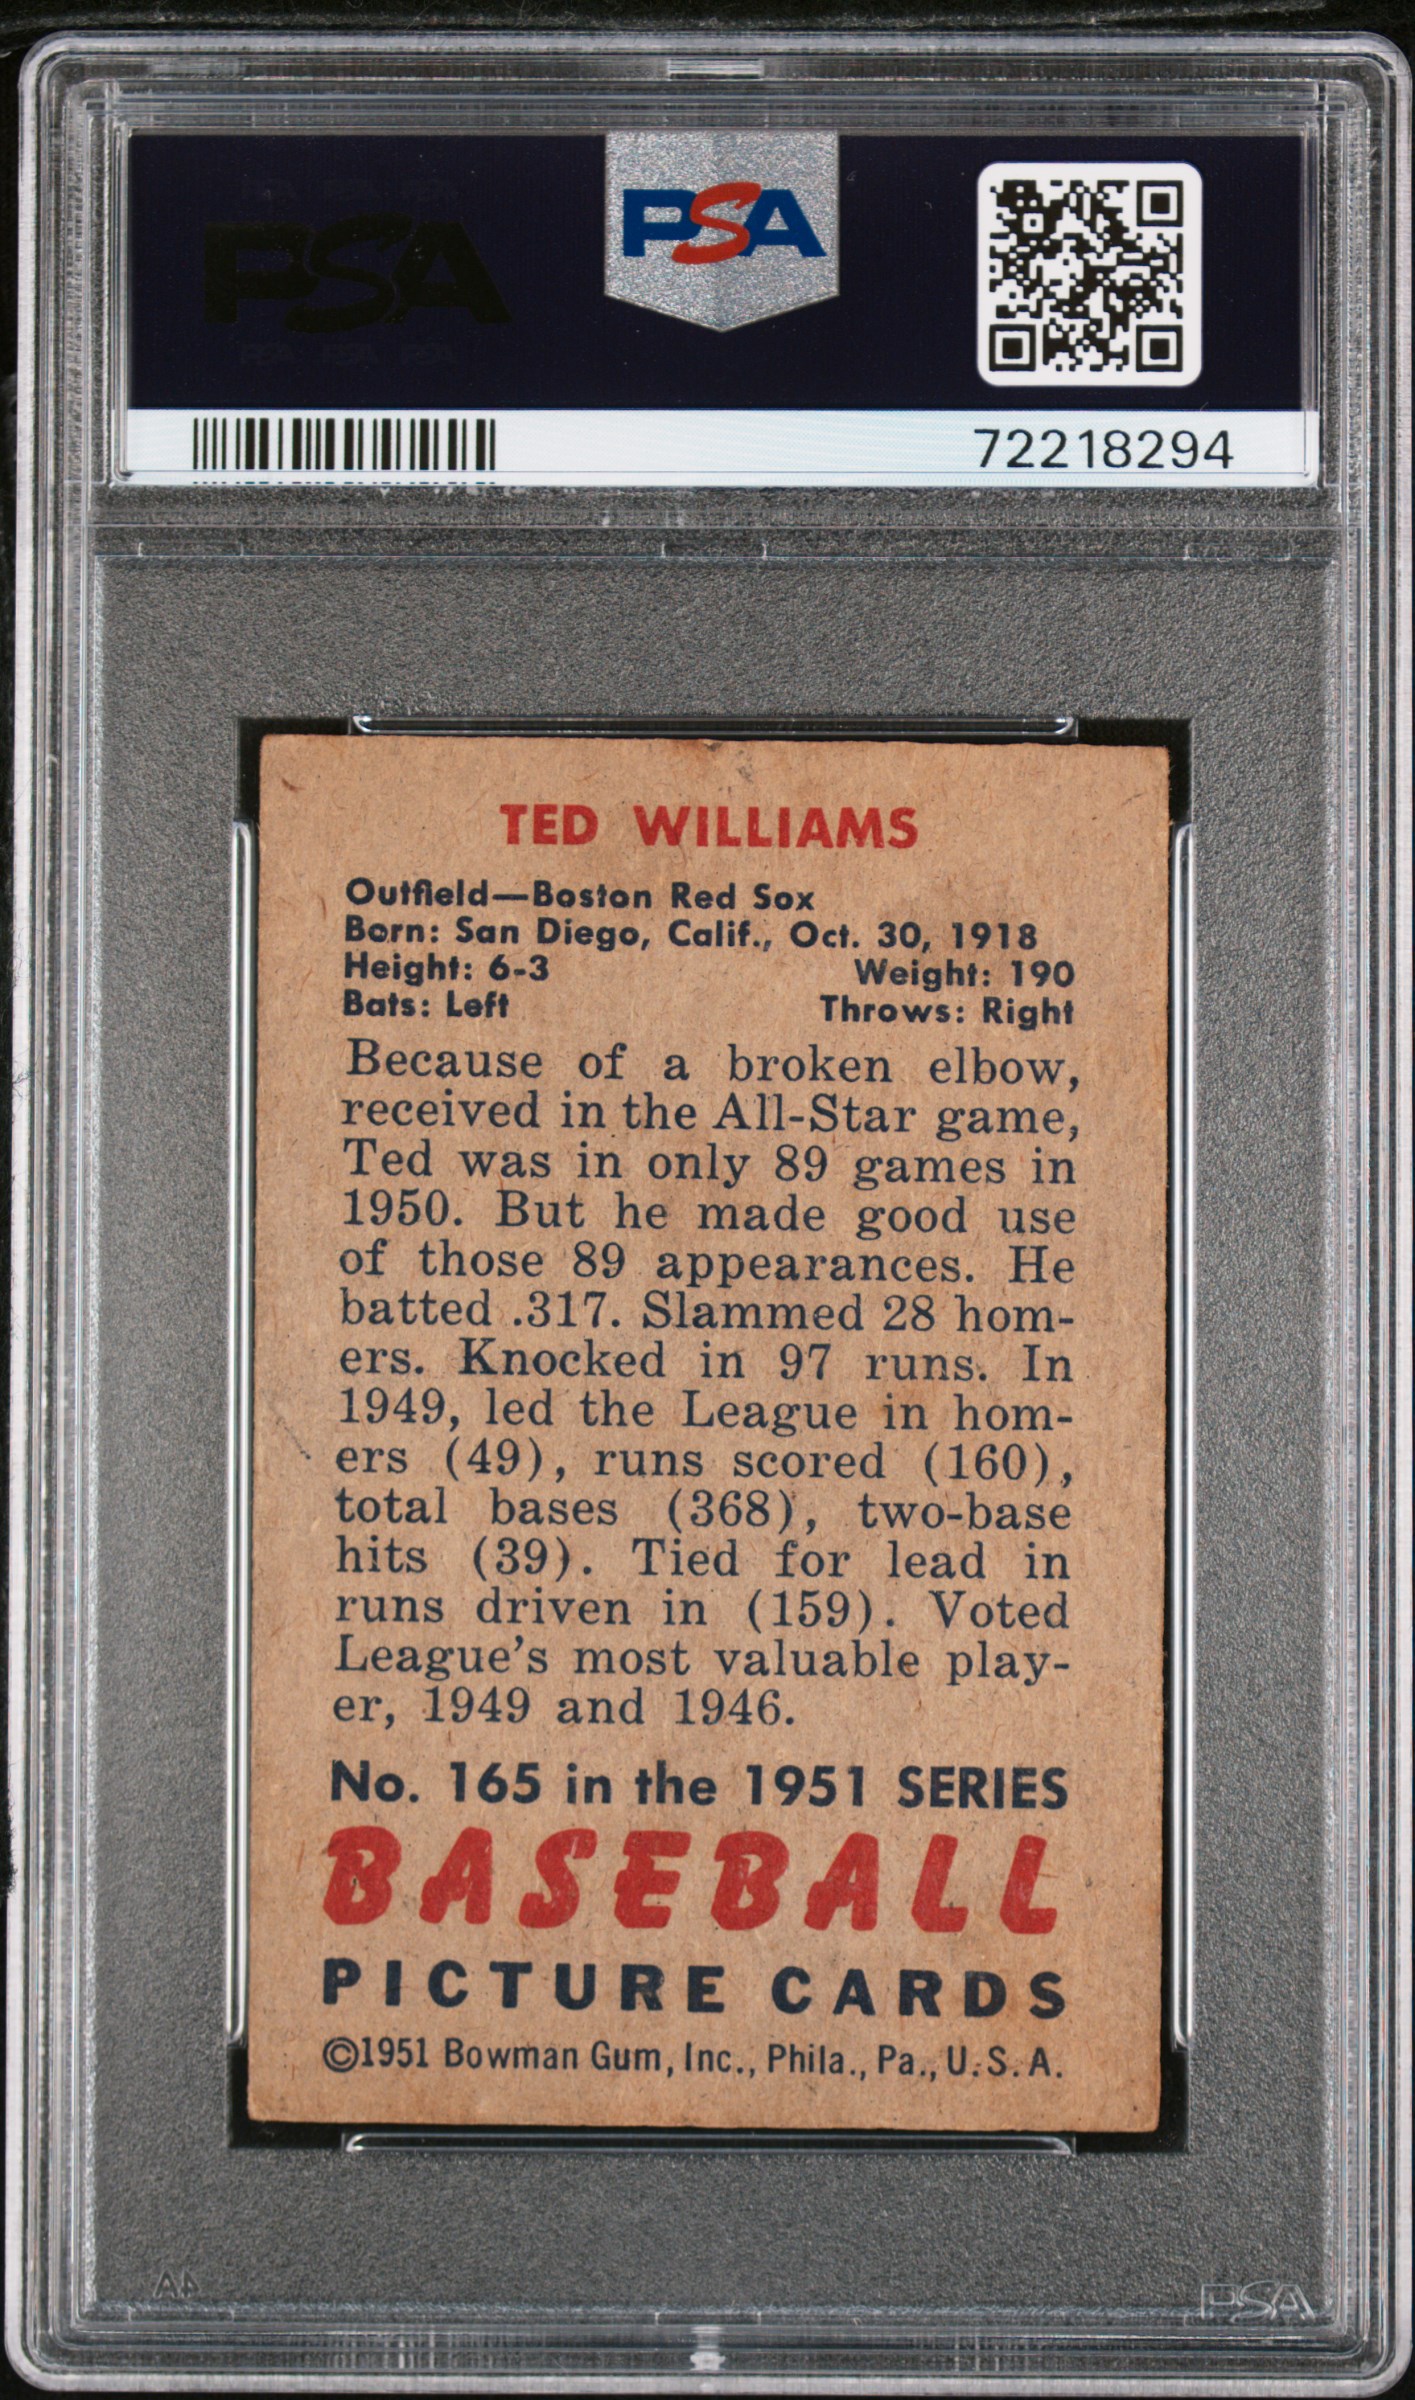 PSA
PSA
72218294
TED WILLIAMS
Outfield—Boston Red Sox
Born: San Diego, Calif., Oct. 30, 1918
Height: 6-3 Weight: 190
Bats: Left Throws: Right
Because of a broken elbow,
received in the All-Star game,
Ted was in only 89 games in
1950. But he made good use
of those 89 appearances. He
batted .317. Slammed 28 hom-
ers. Knocked in 97 runs. In
1949, led the League in hom-
ers (49), runs scored (160),
total bases (368), two-base
hits (39). Tied for lead in
runs driven in (159). Voted
League's most valuable play-
er, 1949 and 1946.
No. 165 in the 1951 SERIES
BASEBALL
PICTURE CARDS
©1951 Bowman Gum, Inc., Phila., Pa., U.S.A.
PSA